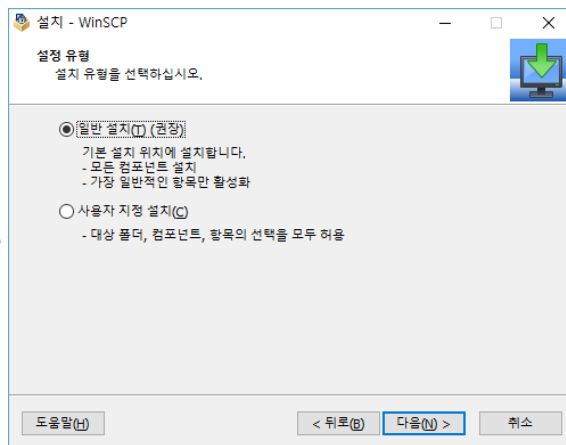 설치 - WinSCP
설정 유형
설치 유형을 선택하십시오.
일반 설치(T) (권장)
기본 설치 위치에 설치합니다.
- 모든 컴포넌트 설치
- 가장 일반적인 항목만 활성화
사용자 지정 설치(C)
- 대상 폴더, 컴포넌트, 항목의 선택을 모두 허용
도움말(H)
< 뒤로(B)
다음(N) >
취소